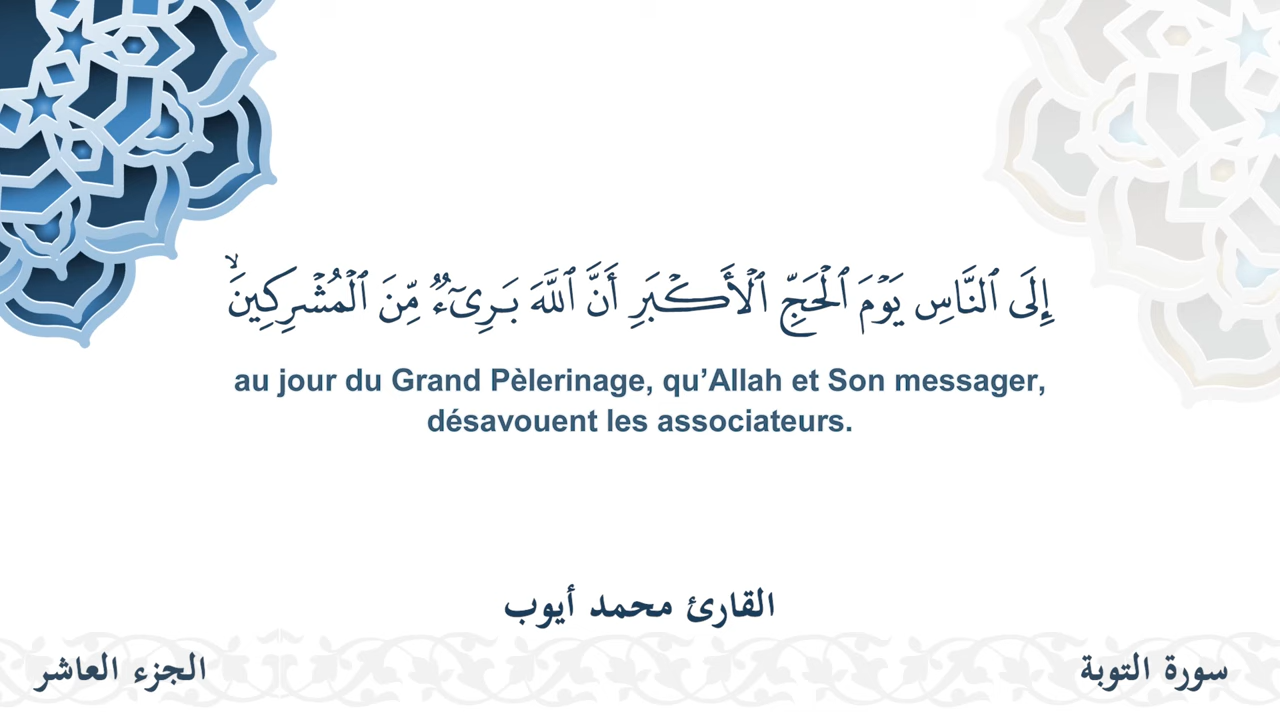 إِلَى ٱلنَّاسِ يَوۡمَ ٱلۡحَجِّ ٱلۡأَكۡبَرِ أَنَّ ٱللَّهَ بَرِيٓءٞ مِّنَ ٱلۡمُشۡرِكِينَۙ
au jour du Grand Pèlerinage, qu’Allah et Son messager,
désavouent les associateurs.
القارئ محمد أيوب
سورة التوبة
الجزء العاشر